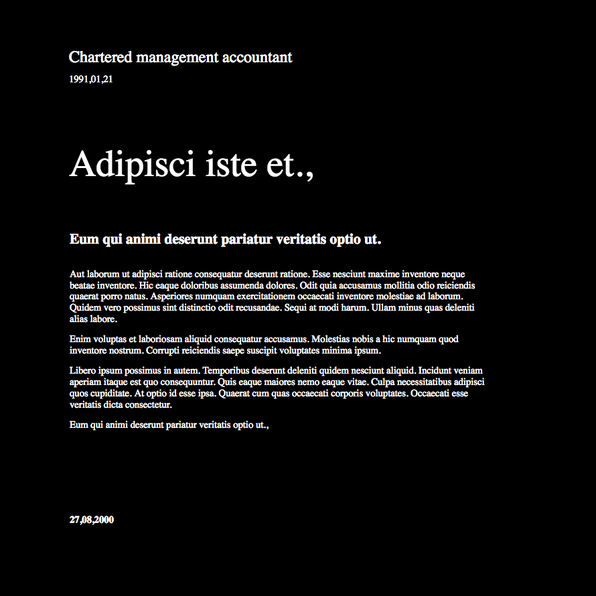 Chartered management accountant
1991,01,21
Adipisci iste et.,
Eum qui animi deserunt pariatur veritatis optio ut.
Aut laborum ut adipisci ratione consequatur deserunt ratione. Esse nesciunt maxime inventore neque
beatae inventore. Hic eaque doloribus assumenda dolores. Odit quia accusamus mollitia odio reiciendis
quaerat porro natus. Asperiores numquam exercitationem occaecati inventore molestiae ad laborum.
Quidem vero possimus sint distinctio odit recusandae. Sequi at modi harum. Ullam minus quas deleniti
alias labore.
Enim voluptas et laboriosam aliquid consequatur accusamus. Molestias nobis a hic numquam quod
inventore nostrum. Corrupti reiciendis saepe suscipit voluptates minima ipsum.
Libero ipsum possimus in autem. Temporibus deserunt deleniti quidem nesciunt aliquid. Incidunt veniam
aperiam itaque est quo consequuntur. Quis eaque maiores nemo eaque vitae. Culpa necessitatibus adipisci
quos cupiditate. At optio id esse ipsa. Quaerat cum quas occaecati corporis voluptates. Occaecati esse
veritatis dicta consectetur.
Eum qui animi deserunt pariatur veritatis optio ut.,
27,08,2000